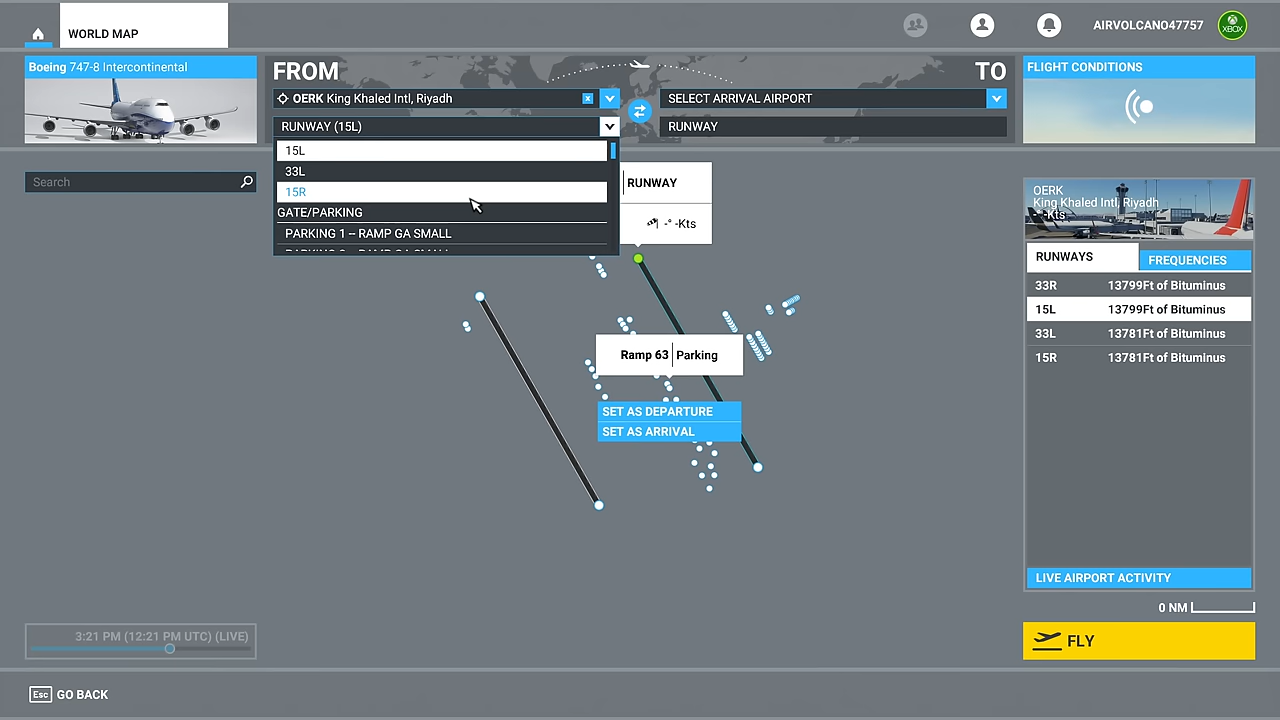 WORLD MAP
AIRVOLCANO47757
XBOX
Boeing 747-8 Intercontinental
FROM
TO
OERK King Khaled Intl, Riyadh
x
SELECT ARRIVAL AIRPORT
RUNWAY (15L)
RUNWAY
15L
33L
15R
GATE/PARKING
PARKING 1 – RAMP GA SMALL
FLIGHT CONDITIONS
Search
RUNWAY
-° -Kts
Ramp 63 Parking
SET AS DEPARTURE
SET AS ARRIVAL
OERK
King Khaled Intl, Riyadh
-° -Kts
RUNWAYS
FREQUENCIES
33R 13799Ft of Bituminus
15L 13799Ft of Bituminus
33L 13781Ft of Bituminus
15R 13781Ft of Bituminus
LIVE AIRPORT ACTIVITY
0 NM
3:21 PM (12:21 PM UTC) (LIVE)
FLY
Esc GO BACK